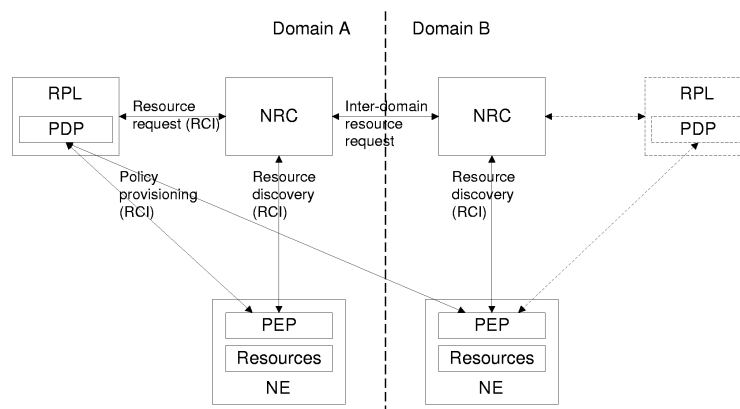 Domain A
Domain B
RPL
PDP
Resource
request (RCI)
NRC
Inter-domain
resource
request
NRC
RPL
PDP
Policy
provisioning
(RCI)
Resource
discovery
(RCI)
Resource
discovery
(RCI)
PEP
Resources
NE
PEP
Resources
NE